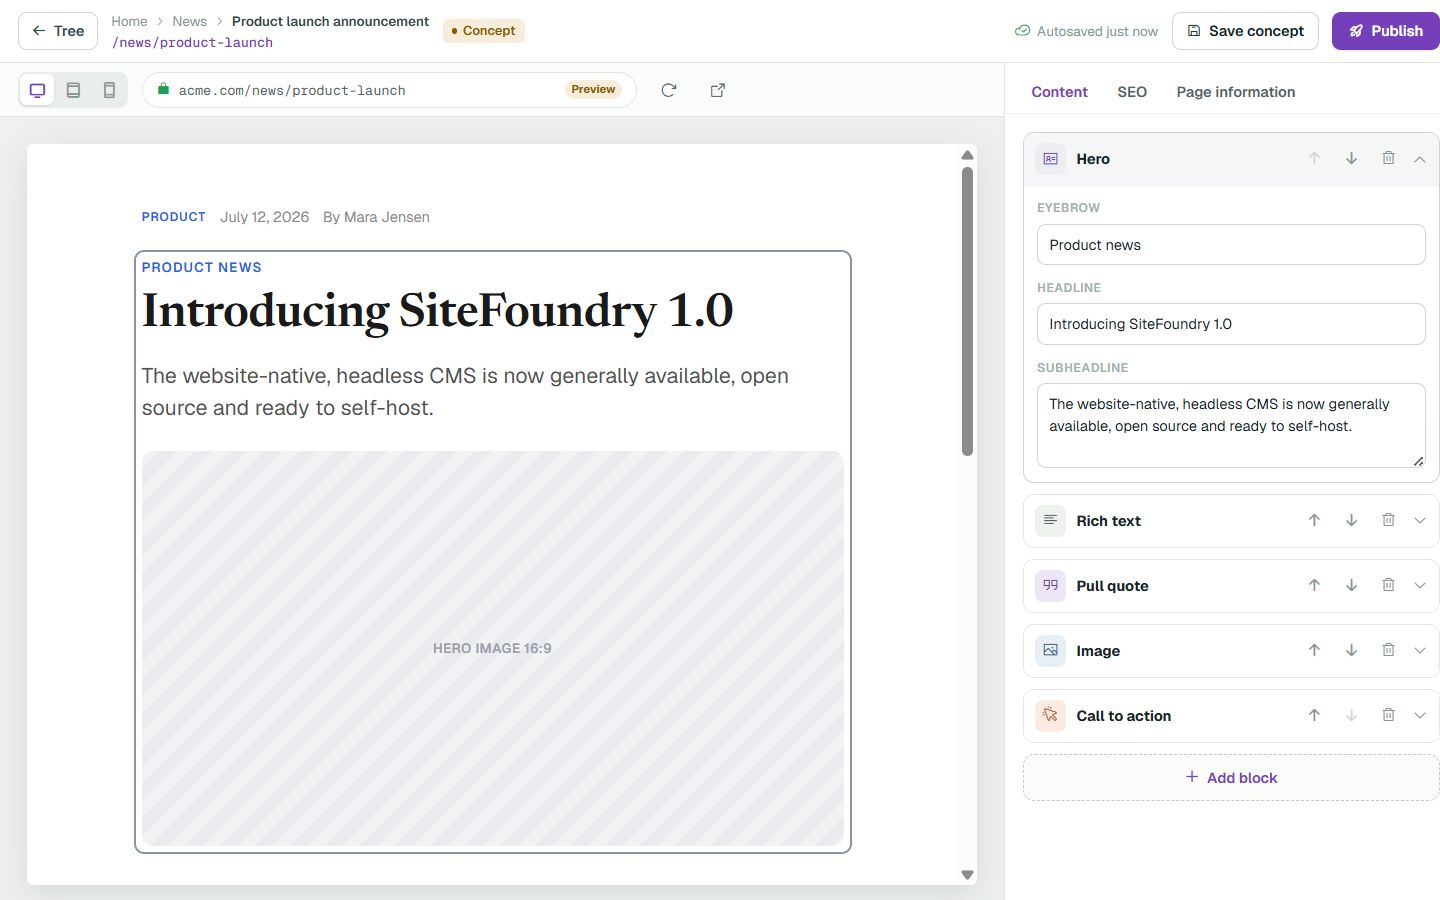 Tree
Home > News > Product launch announcement
/news/product-launch
Concept
Autosaved just now
Save concept
Publish
acme.com/news/product-launch
Preview
Content
SEO
Page information
PRODUCT July 12, 2026 By Mara Jensen
PRODUCT NEWS
Introducing SiteFoundry 1.0
The website-native, headless CMS is now generally available, open
source and ready to self-host.
HERO IMAGE 16:9
Hero
EYEBROW
Product news
HEADLINE
Introducing SiteFoundry 1.0
SUBHEADLINE
The website-native, headless CMS is now generally
available, open source and ready to self-host.
Rich text
Pull quote
Image
Call to action
+ Add block